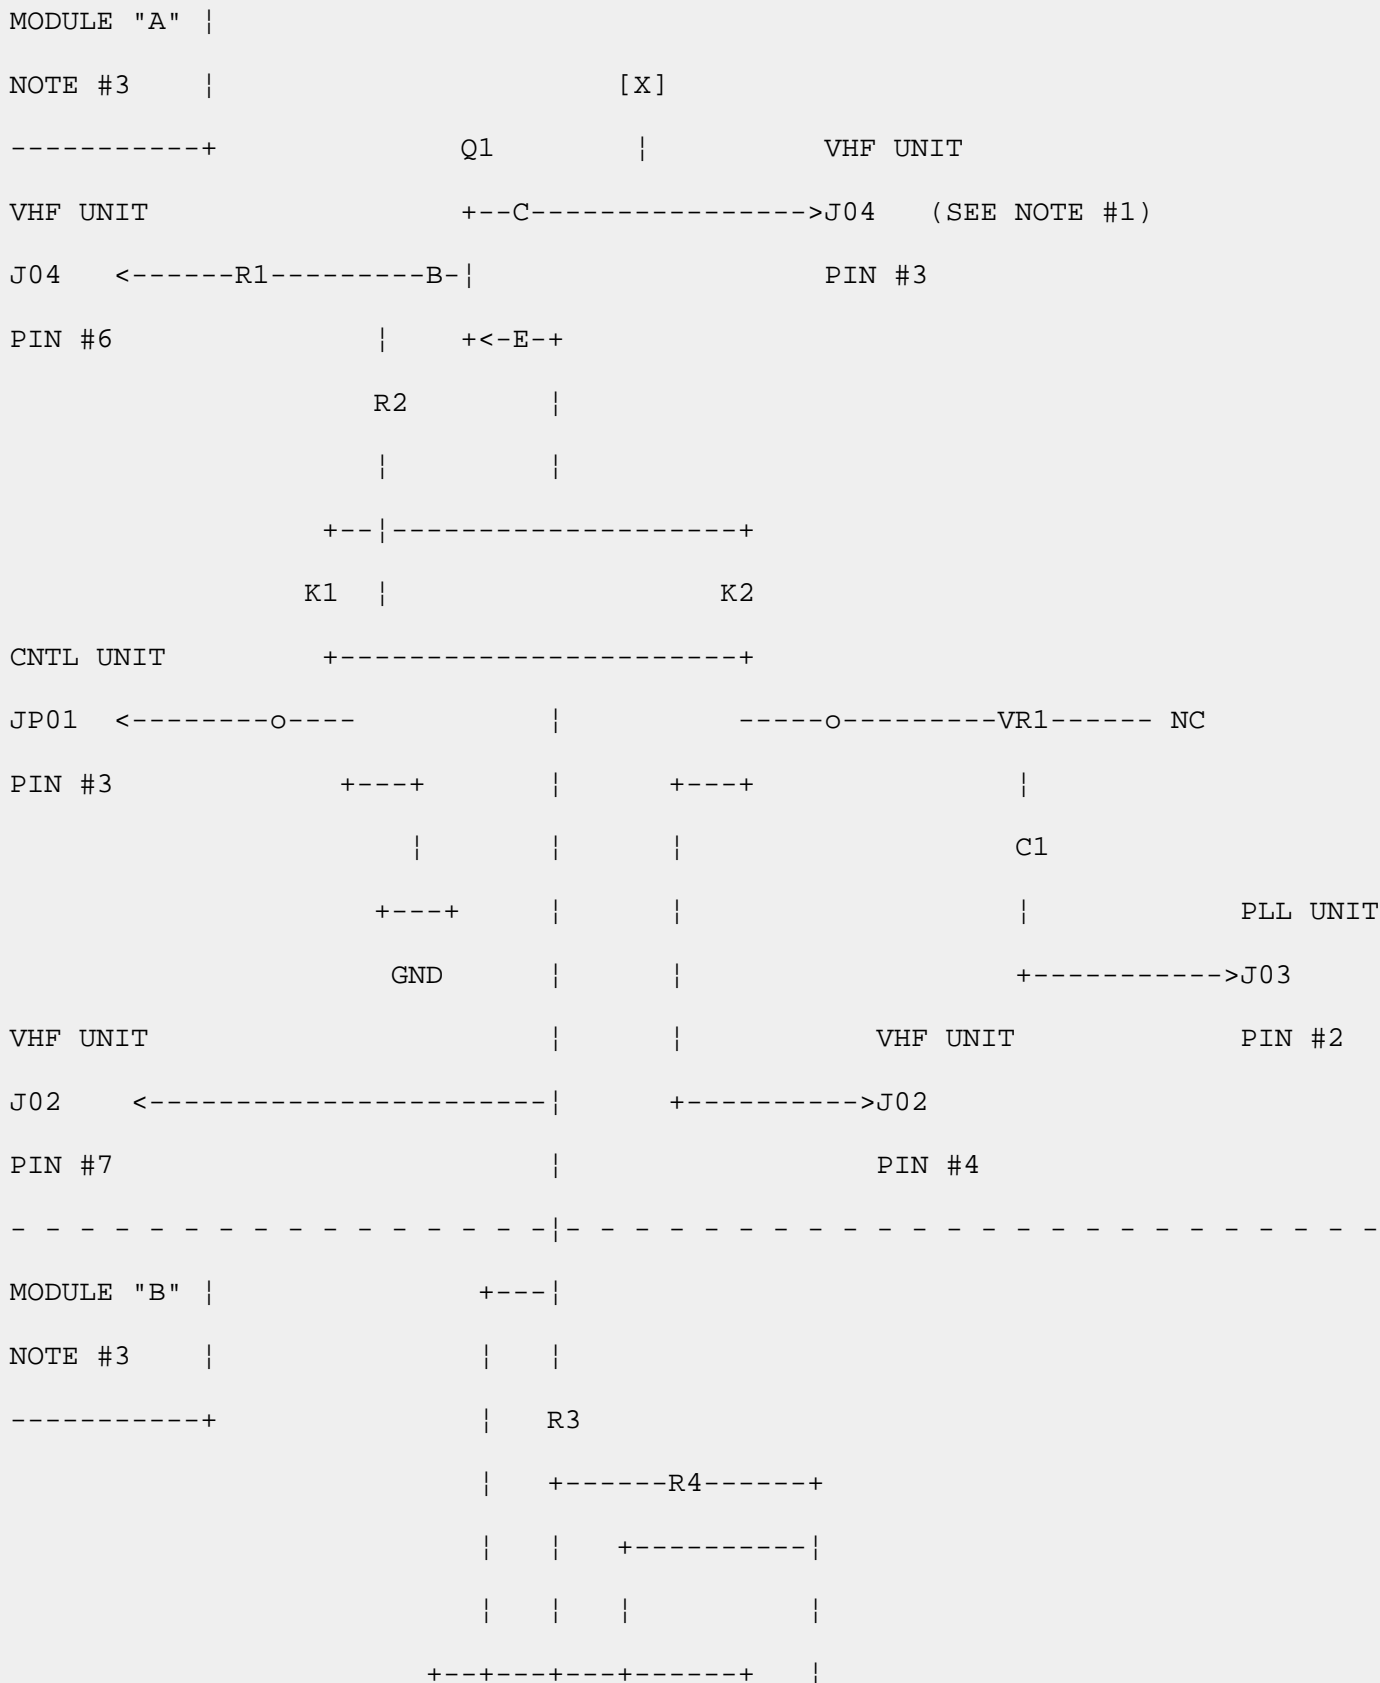 MODULE "A" ¦
NOTE #3    ¦                       [X]
-----------+              Q1       ¦          VHF UNIT
VHF UNIT                  +--C---------------->J04   (SEE NOTE #1)
J04   <------R1---------B-¦                    PIN #3
PIN #6               ¦    +<-E-+
                     R2        ¦
                     ¦         ¦
                  +--¦--------------------+
                 K1  ¦                   K2
CNTL UNIT         +-----------------------+
JP01  <--------o----           ¦          -----o---------VR1------ NC
PIN #3             +---+       ¦      +---+               ¦
                       ¦       ¦      ¦                   C1
                     +---+     ¦      ¦                   ¦            PLL UNIT
                      GND      ¦      ¦                   +----------->J03
VHF UNIT                       ¦      ¦           VHF UNIT             PIN #2
J02    <-----------------------¦      +---------->J02
PIN #7                         ¦                  PIN #4
- - - - - - - - - - - - - - - -¦- - - - - - - - - - - - - - - - - - - - - - - -
MODULE "B" ¦               +---¦
NOTE #3    ¦               ¦   ¦
-----------+               ¦   R3
                           ¦   +------R4------+
                           ¦   ¦   +----------¦
                           ¦   ¦   ¦          ¦
                        +--+---+---+------+   ¦